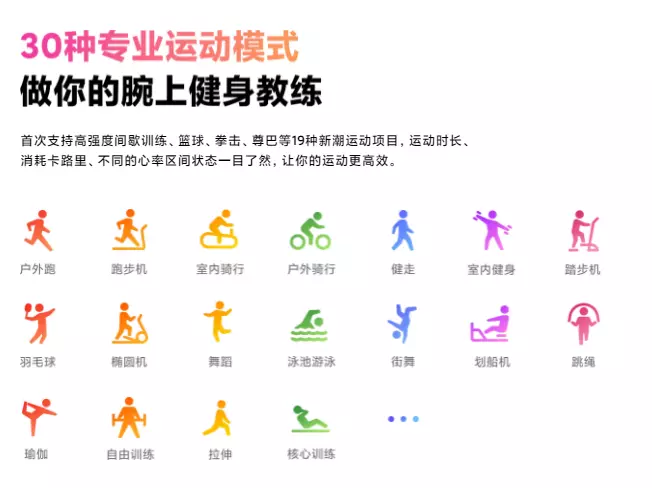 30种专业运动模式
做你的腕上健身教练
首次支持高强度间歇训练、篮球、拳击、尊巴等19种新潮运动项目，运动时长、
消耗卡路里、不同的心率区间状态一目了然，让你的运动更高效。
户外跑 跑步机 室内骑行 户外骑行 健走 室内健身 踏步机
羽毛球 椭圆机 舞蹈 泳池游泳 街舞 划船机 跳绳
瑜伽 自由训练 拉伸 核心训练